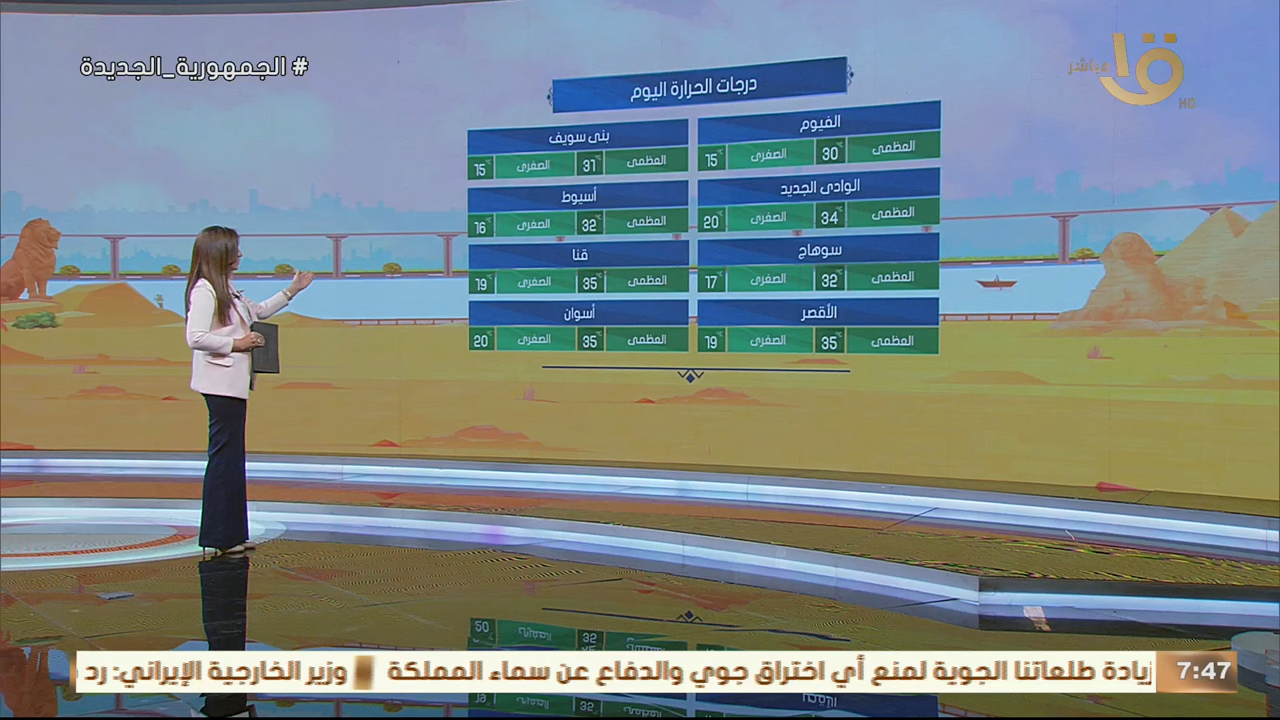 #الجمهورية_الجديدة
مباشر
HD
درجات الحرارة اليوم
الفيوم
العظمى 30 الصغرى 15
بنى سويف
العظمى 31 الصغرى 15
الوادى الجديد
العظمى 34 الصغرى 20
أسيوط
العظمى 32 الصغرى 16
سوهاج
العظمى 32 الصغرى 17
قنا
العظمى 35 الصغرى 19
الأقصر
العظمى 35 الصغرى 19
أسوان
العظمى 35 الصغرى 20
7:47
زيادة طلعاتنا الجوية لمنع أي اختراق جوي والدفاع عن سماء المملكة وزير الخارجية الإيراني: رد